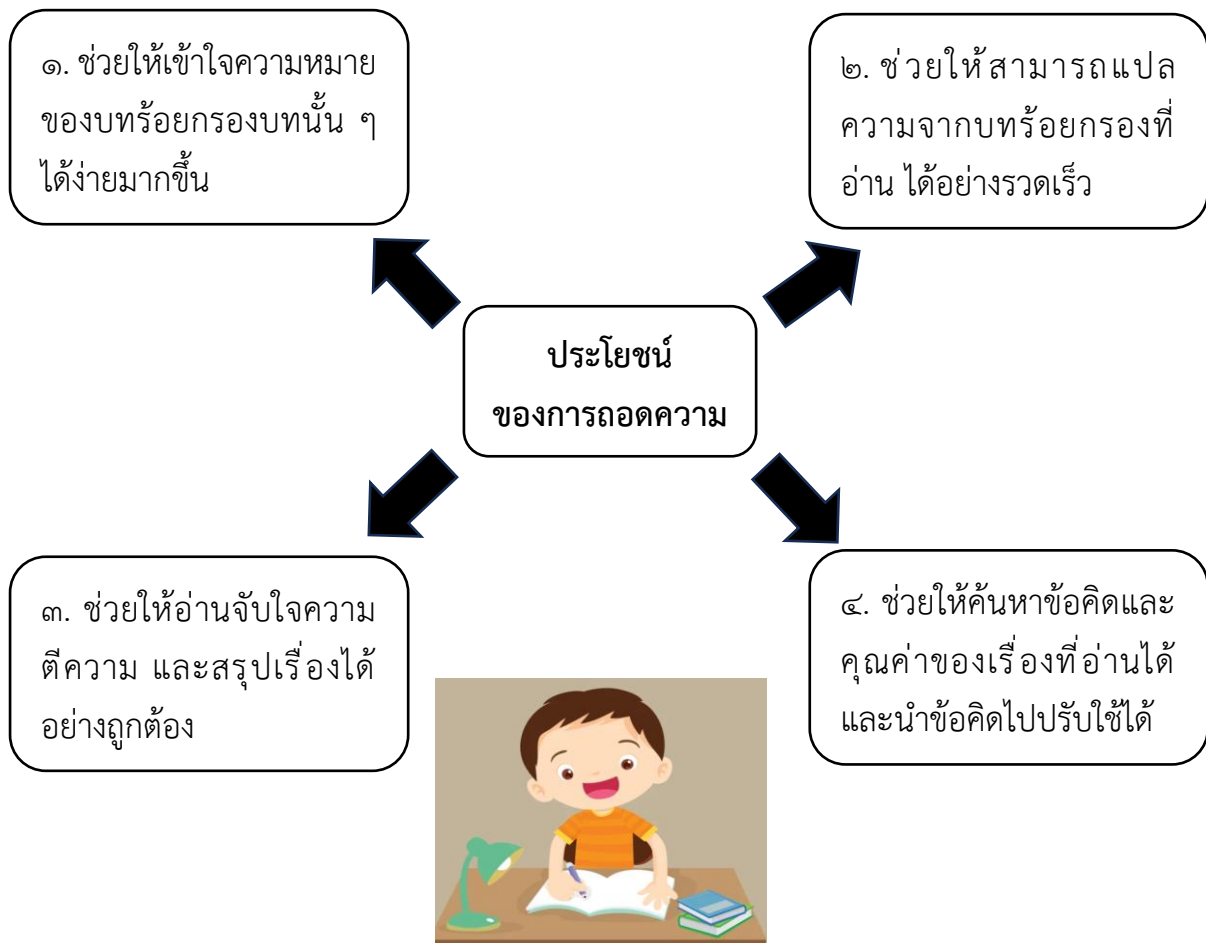 ๑. ช่วยให้เข้าใจความหมาย
ของบทร้อยกรองบทนั้น ๆ
ได้ง่ายมากขึ้น
๒. ช่วยให้สามารถแปล
ความจากบทร้อยกรองที่
อ่าน ได้อย่างรวดเร็ว
ประโยชน์
ของการถอดความ
๓. ช่วยให้อ่านจับใจความ
ตีความ และสรุปเรื่องได้
อย่างถูกต้อง
๔. ช่วยให้ค้นหาข้อคิดและ
คุณค่าของเรื่องที่อ่านได้
และนำข้อคิดไปปรับใช้ได้